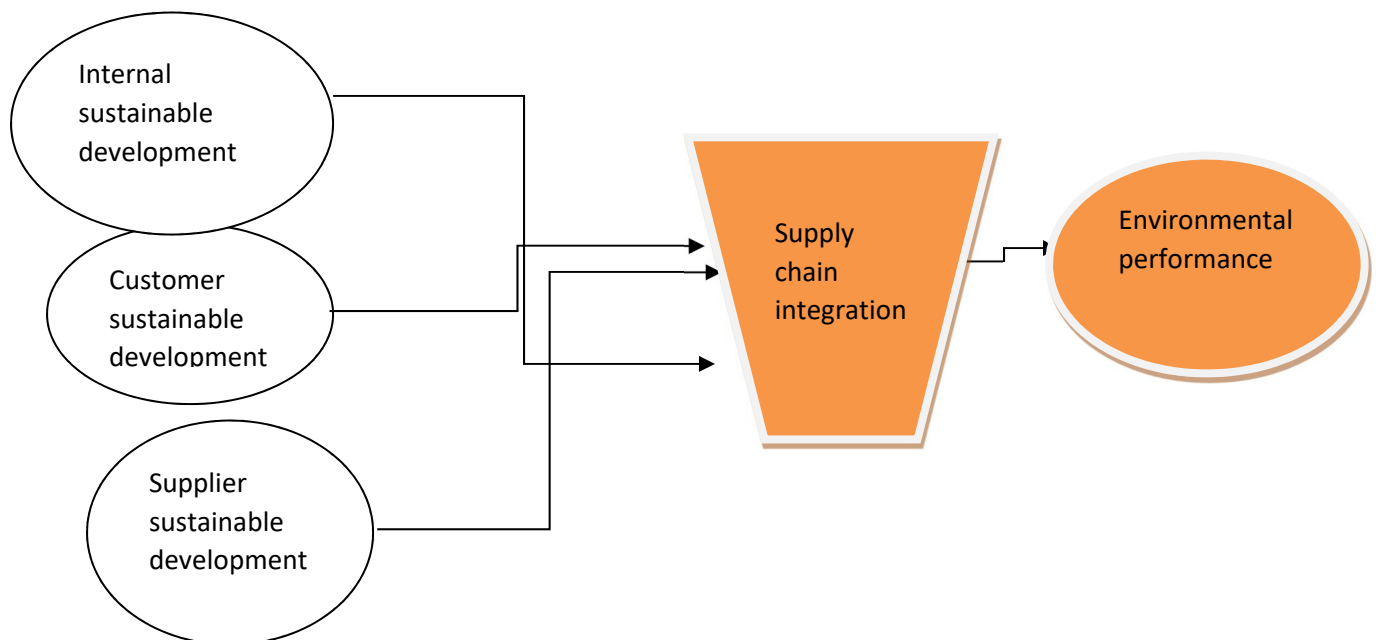 Internal
sustainable
development
Customer
sustainable
development
Supplier
sustainable
development
Supply
chain
integration
Environmental
performance